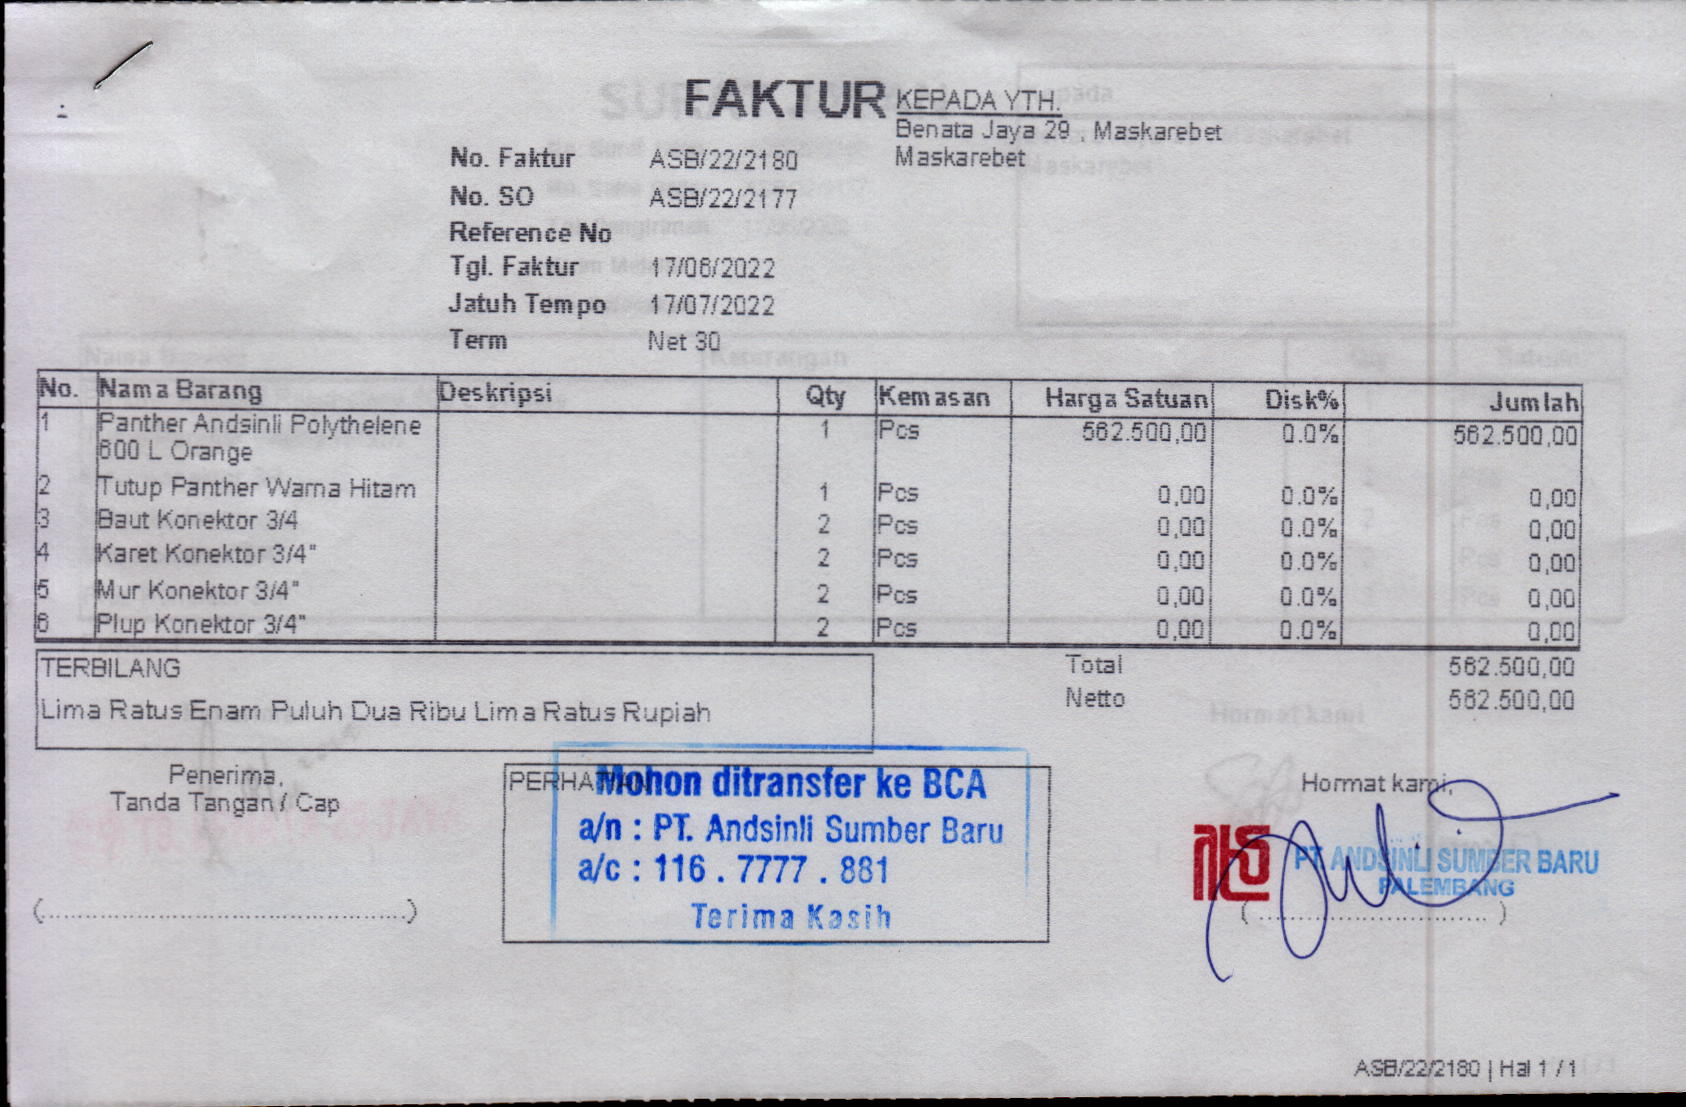 FAKTUR
KEPADA YTH.
Benata Jaya 29 , Maskarebet
Maskarebet
No. Faktur ASB/22/2180
No. SO ASB/22/2177
Reference No
Tgl. Faktur 17/06/2022
Jatuh Tempo 17/07/2022
Term Net 30
No. Nama Barang Deskripsi Qty Kemasan Harga Satuan Disk% Jumlah
1 Panther Andsinli Polythelene 1 Pcs 562.500,00 0.0% 562.500,00
600 L Orange
2 Tutup Panther Warna Hitam 1 Pcs 0,00 0.0% 0,00
3 Baut Konektor 3/4 2 Pcs 0,00 0.0% 0,00
4 Karet Konektor 3/4" 2 Pcs 0,00 0.0% 0,00
5 Mur Konektor 3/4" 2 Pcs 0,00 0.0% 0,00
6 Plup Konektor 3/4" 2 Pcs 0,00 0.0% 0,00
TERBILANG
Lima Ratus Enam Puluh Dua Ribu Lima Ratus Rupiah
Total 562.500,00
Netto 562.500,00
Penerima,
Tanda Tangan / Cap
(....................................)
PERHATIAN
Mohon ditransfer ke BCA
a/n : PT. Andsinli Sumber Baru
a/c : 116 . 7777 . 881
Terima Kasih
Hormat kami,
PT. ANDSINLI SUMBER BARU
PALEMBANG
(............................)
ASB/22/2180 | Hal 1 / 1